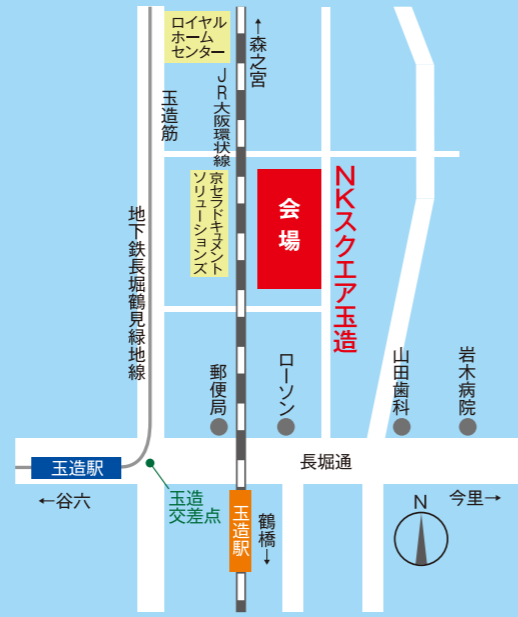 ロイヤル
ホーム
センター
←森之宮
JR大阪環状線
玉造筋
京セラドキュメント
ソリューションズ
会場
NKスクエア玉造
地下鉄長堀鶴見緑地線
郵便局
ローソン
山田歯科
岩木病院
玉造駅
長堀通
←谷六
玉造
交差点
玉造駅
鶴橋→
N
今里→